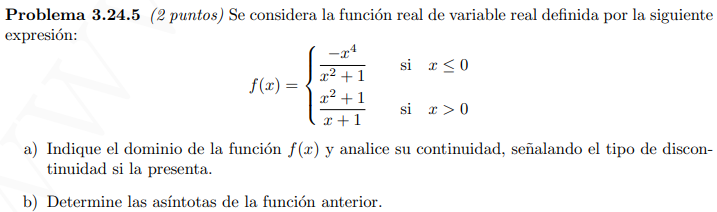 Problema 3.24.5 (2 puntos) Se considera la función real de variable real definida por la siguiente
expresión:
f(x) = { -x^4 / (x^2 + 1) si x ≤ 0
(x^2 + 1) / (x + 1) si x > 0
a) Indique el dominio de la función f(x) y analice su continuidad, señalando el tipo de discon-
tinuidad si la presenta.
b) Determine las asíntotas de la función anterior.